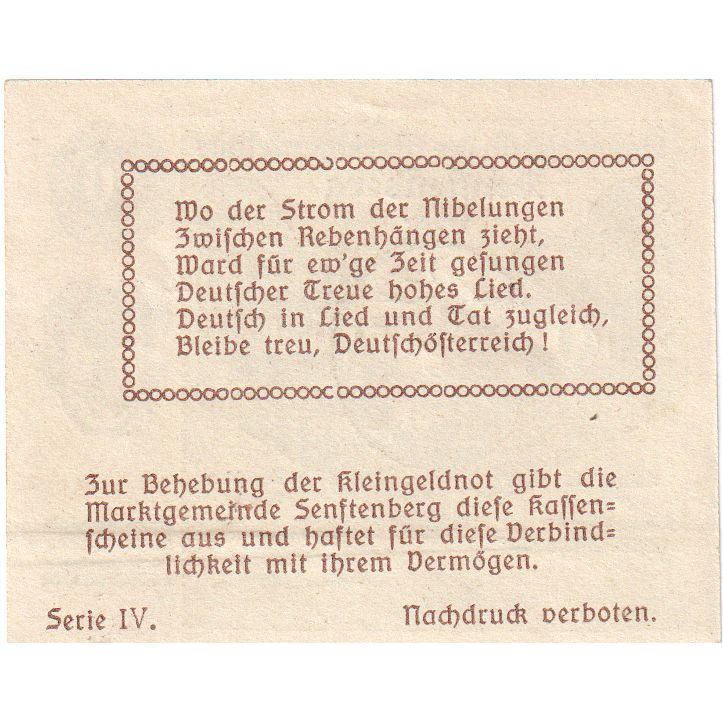 Wo der Strom der Nibelungen
Zwiſchen Rebenhängen zieht,
Ward für ew'ge Zeit geſungen
Deutſcher Treue hohes Lied.
Deutſch in Lied und Tat zugleich,
Bleibe treu, Deutſchöſterreich!
Zur Behebung der Kleingeldnot gibt die
Marktgemeinde Senftenberg dieſe Kaſſen=
ſcheine aus und haftet für dieſe Verbind=
lichkeit mit ihrem Vermögen.
Serie IV. Nachdruck verboten.